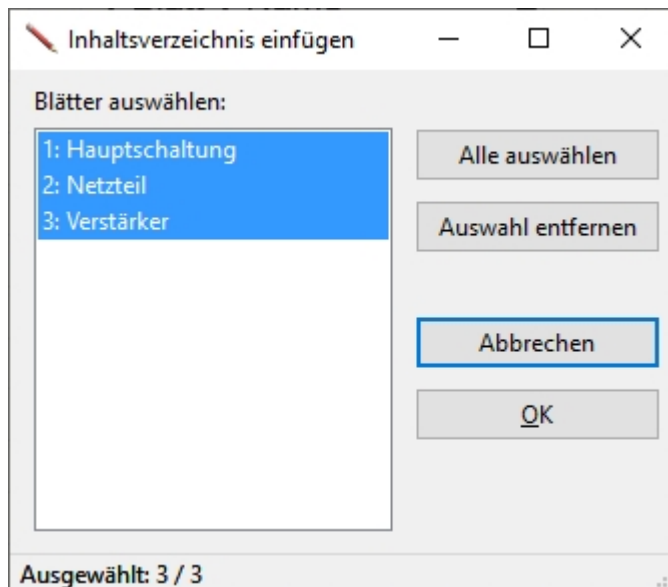 Inhaltsverzeichnis einfügen
Blätter auswählen:
1: Hauptschaltung
2: Netzteil
3: Verstärker
Alle auswählen
Auswahl entfernen
Abbrechen
OK
Ausgewählt: 3 / 3